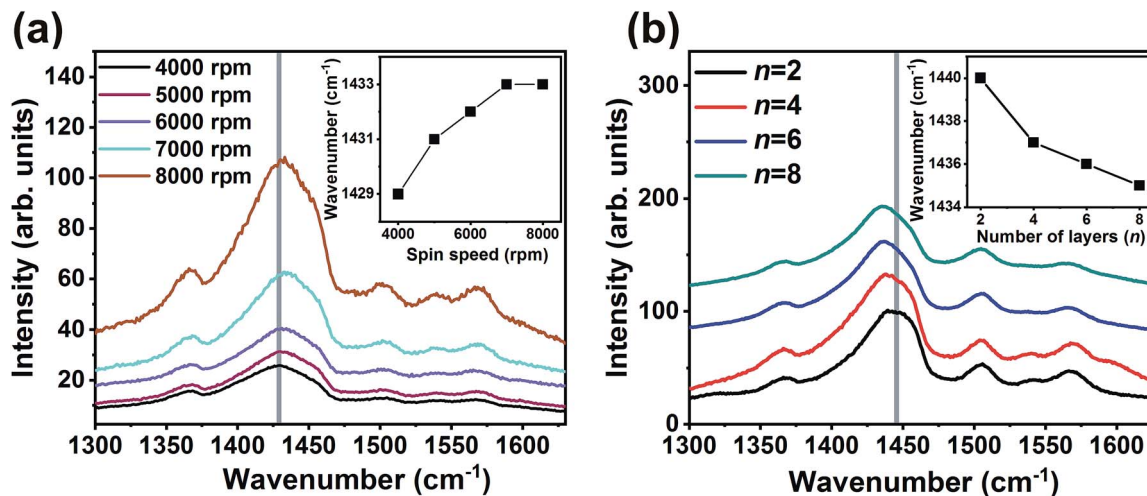 (a)
Intensity (arb. units)
140
120
100
80
60
40
20
4000 rpm
5000 rpm
6000 rpm
7000 rpm
8000 rpm
Wavenumber (cm-1)
1433
1431
1429
4000 6000 8000
Spin speed (rpm)
1300 1350 1400 1450 1500 1550 1600
Wavenumber (cm-1)
(b)
Intensity (arb. units)
300
200
100
0
n=2
n=4
n=6
n=8
Wavenumber (cm-1)
1440
1438
1436
1434
2 4 6 8
Number of layers (n)
1300 1350 1400 1450 1500 1550 1600
Wavenumber (cm-1)